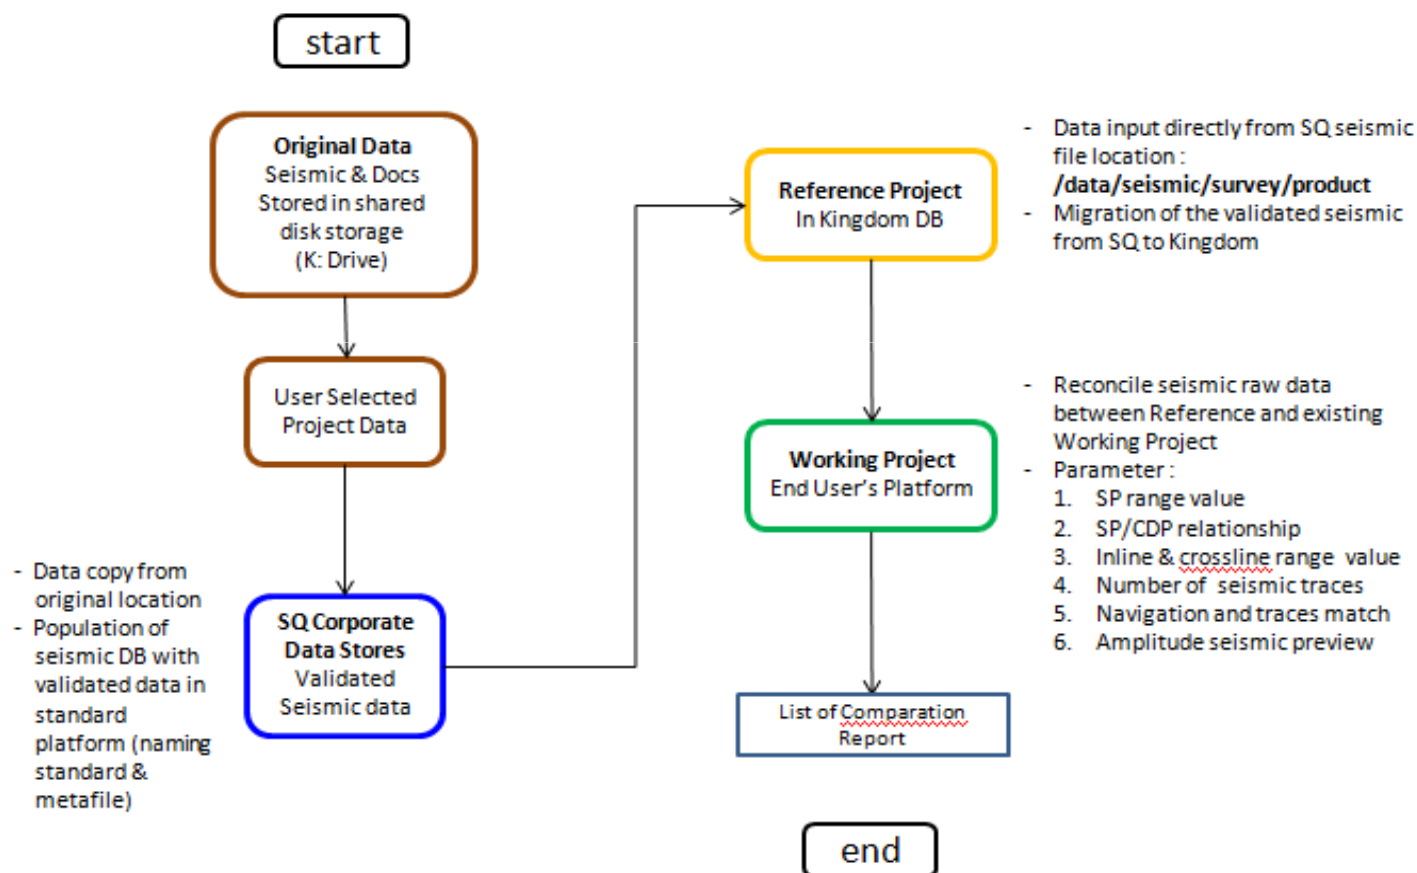 start
Original Data
Seismic & Docs
Stored in shared
disk storage
(K: Drive)
User Selected
Project Data
- Data copy from
original location
- Population of
seismic DB with
validated data in
standard
platform (naming
standard &
metafile)
SQ Corporate
Data Stores
Validated
Seismic data
Reference Project
In Kingdom DB
- Data input directly from SQ seismic
file location :
/data/seismic/survey/product
- Migration of the validated seismic
from SQ to Kingdom
Working Project
End User's Platform
- Reconcile seismic raw data
between Reference and existing
Working Project
- Parameter :
1. SP range value
2. SP/CDP relationship
3. Inline & crossline range value
4. Number of seismic traces
5. Navigation and traces match
6. Amplitude seismic preview
List of Comparation
Report
end